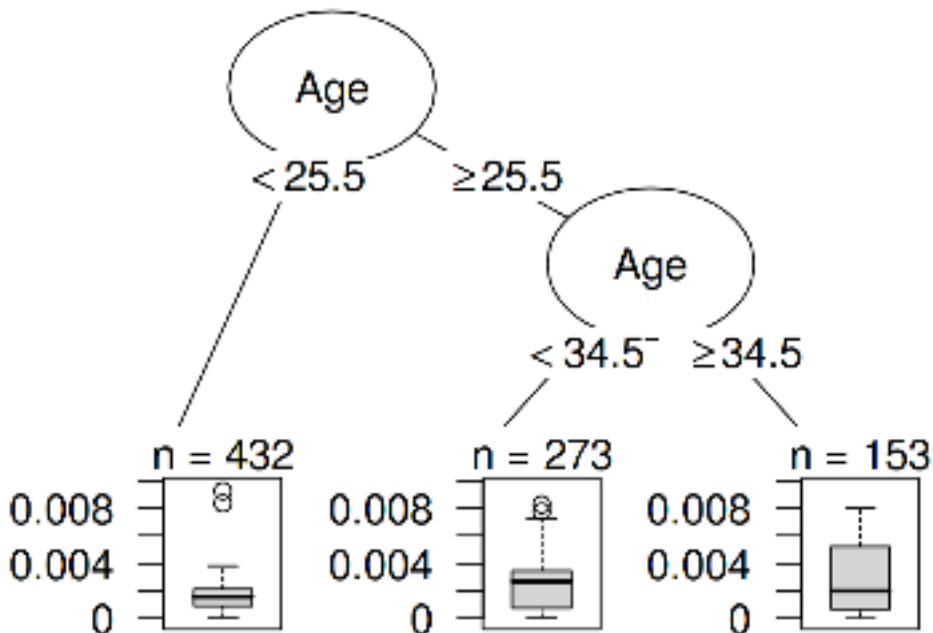 Age
< 25.5 ≥25.5
Age
< 34.5 ≥34.5
n = 432 n = 273 n = 153
0.008 0.008 0.008
0.004 0.004 0.004
0 0 0